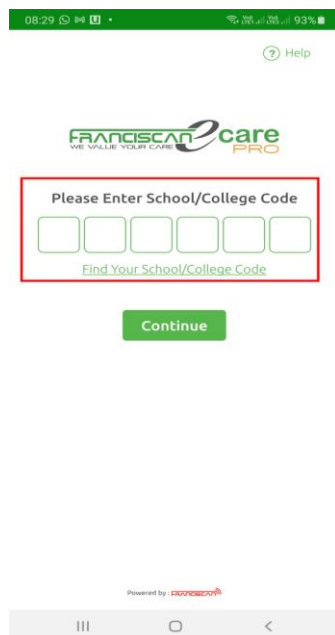 08:29 93%
? Help
FRANCISCAN ecare
WE VALUE YOUR CARE PRO
Please Enter School/College Code
Find Your School/College Code
Continue
Powered by: FRANCISCAN